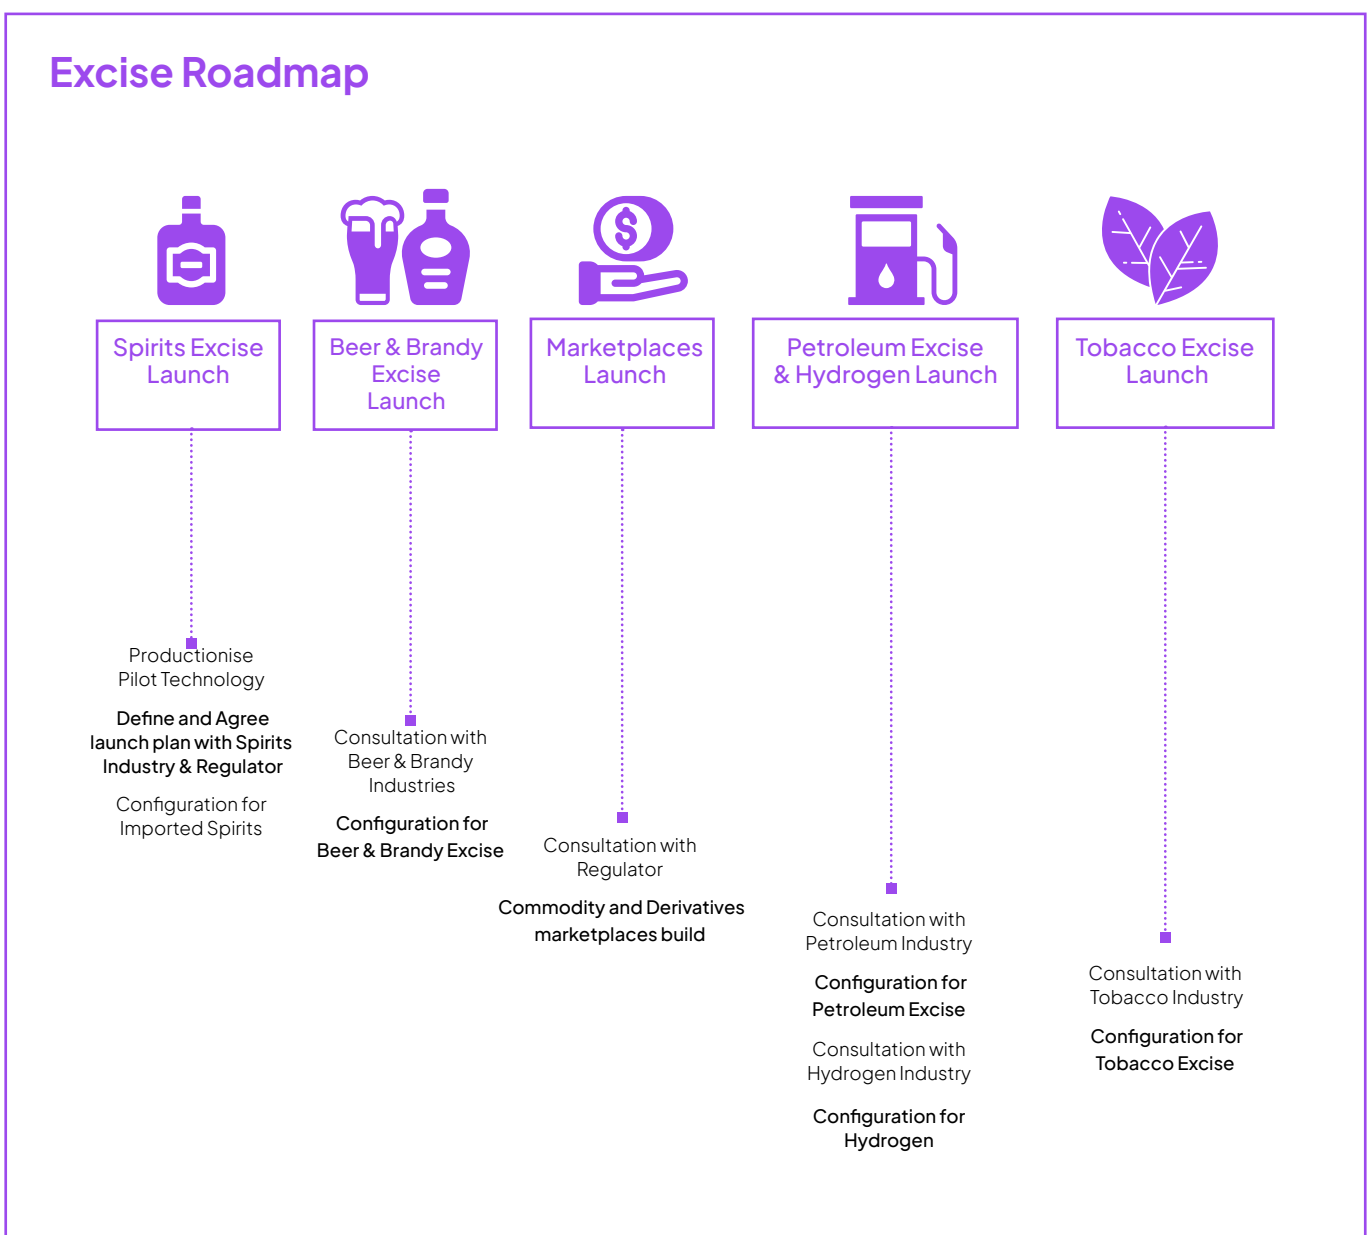 Excise Roadmap
Spirits Excise
Launch
Beer & Brandy
Excise
Launch
Marketplaces
Launch
Petroleum Excise
& Hydrogen Launch
Tobacco Excise
Launch
Productionise
Pilot Technology
Define and Agree
launch plan with Spirits
Industry & Regulator
Configuration for
Imported Spirits
Consultation with
Beer & Brandy
Industries
Configuration for
Beer & Brandy Excise
Consultation with
Regulator
Commodity and Derivatives
marketplaces build
Consultation with
Petroleum Industry
Configuration for
Petroleum Excise
Consultation with
Hydrogen Industry
Configuration for
Hydrogen
Consultation with
Tobacco Industry
Configuration for
Tobacco Excise